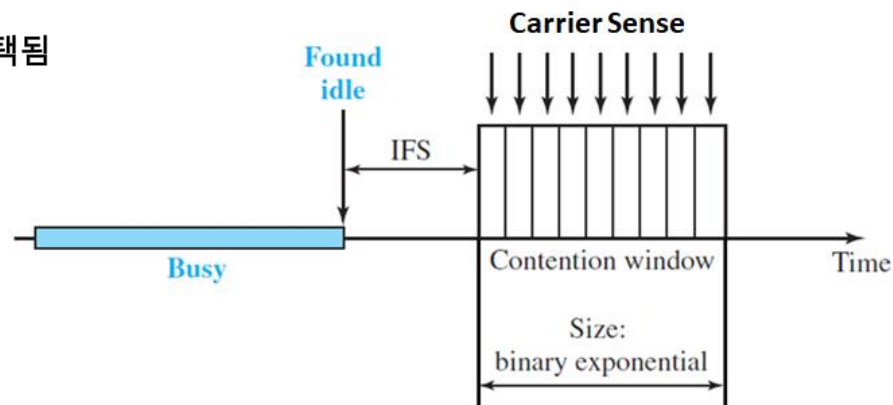 택됨
Carrier Sense
Found
idle
IFS
Busy
Contention window
Time
Size:
binary exponential